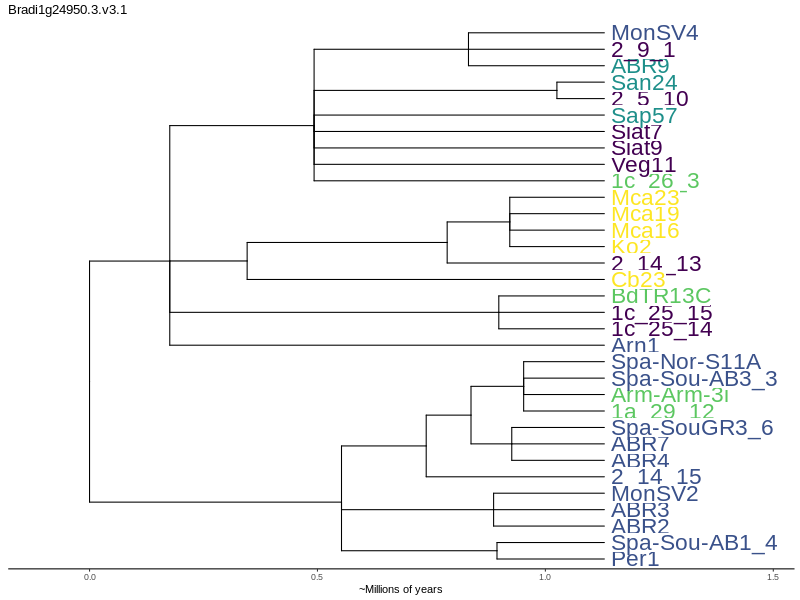 Bradi1g24950.3.v3.1
MonSV4
2_9_1
ABR9
San24
2_5_10
Sap57
Siat7
Siat9
Veg11
1c_26_3
Mca23
Mca19
Mca16
Ko2
2_14_13
Cb23
BdTR13C
1c_25_15
1c_25_14
Arn1
Spa-Nor-S11A
Spa-Sou-AB3_3
Arm-Arm-3i
1a_29_12
Spa-SouGR3_6
ABR7
ABR4
2_14_15
MonSV2
ABR3
ABR2
Spa-Sou-AB1_4
Per1
0.0 0.5 1.0 1.5
~Millions of years